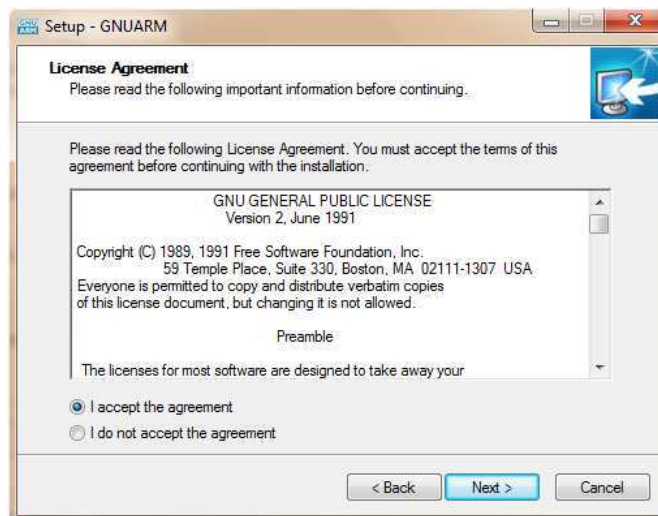 GNU
ARM
Setup - GNUARM
License Agreement
Please read the following important information before continuing.
Please read the following License Agreement. You must accept the terms of this
agreement before continuing with the installation.
GNU GENERAL PUBLIC LICENSE
Version 2, June 1991
Copyright (C) 1989, 1991 Free Software Foundation, Inc.
59 Temple Place, Suite 330, Boston, MA  02111-1307  USA
Everyone is permitted to copy and distribute verbatim copies
of this license document, but changing it is not allowed.
Preamble
The licenses for most software are designed to take away your
I accept the agreement
I do not accept the agreement
< Back
Next >
Cancel